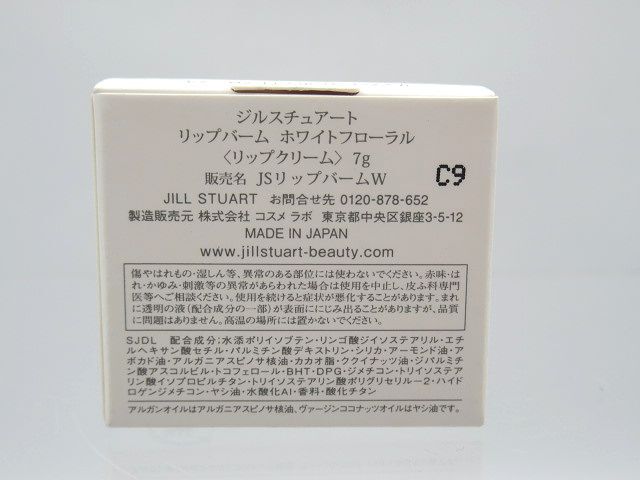 ジルスチュアート
リップバーム ホワイトフローラル
〈リップクリーム〉 7g
販売名 JSリップバームW
C9
JILL STUART お問合せ先 0120-878-652
製造販売元 株式会社 コスメ ラボ 東京都中央区銀座3-5-12
MADE IN JAPAN
www.jillstuart-beauty.com
傷やはれもの・湿しん等、異常のある部位には使わないでください。赤味・は
れ・かゆみ・刺激等の異常があらわれた場合は使用を中止し、皮ふ科専門
医等へご相談ください。使用を続けると症状が悪化することがあります。まれ
に透明の液（配合成分の一部）が表面ににじみ出ることがありますが、品質
に問題はありません。高温の場所には置かないでください。
SJDL 配合成分；水添ポリイソブテン・リンゴ酸ジイソステアリル・エチ
ルヘキサン酸セチル・パルミチン酸デキストリン・シリカ・アーモンド油・ア
ボカド油・アルガニアスピノサ核油・カカオ脂・ククイナッツ油・ジパルミチ
ン酸アスコルビル・トコフェロール・BHT・DPG・ジメチコン・トリイソステア
リン酸イソプロピルチタン・トリイソステアリン酸ポリグリセリル－2・ハイド
ロゲンジメチコン・ヤシ油・水酸化Al・香料・酸化チタン
アルガンオイルはアルガニアスピノサ核油、ヴァージンココナッツオイルはヤシ油です。